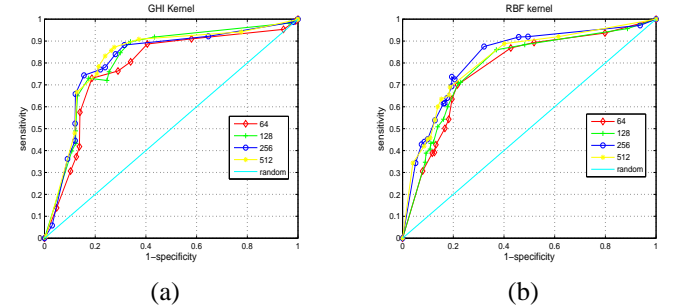 GHI Kernel
1
0.9
0.8
0.7
0.6
0.5
0.4
0.3
0.2
0.1
0
sensitivity
64
128
256
512
random
0 0.2 0.4 0.6 0.8 1
1−specificity
(a)
RBF kernel
1
0.9
0.8
0.7
0.6
0.5
0.4
0.3
0.2
0.1
0
sensitivity
64
128
256
512
random
0 0.2 0.4 0.6 0.8 1
1−specificity
(b)